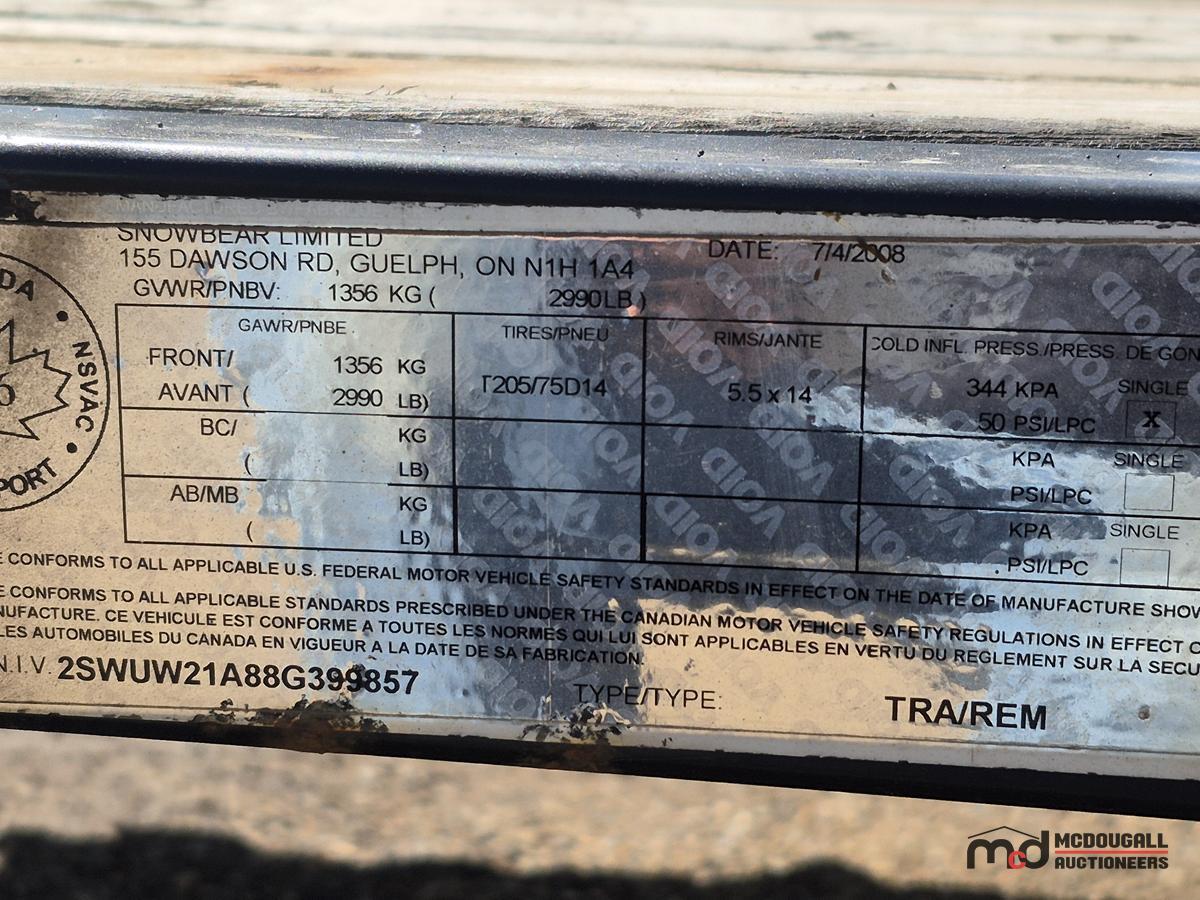 SNOWBEAR LIMITED
155 DAWSON RD, GUELPH, ON N1H 1A4
DATE: 7/4/2008
GVWR/PNBV: 1356 KG ( 2990 LB )
GAWR/PNBE TIRES/PNEU RIMS/JANTE COLD INFL. PRESS./PRESS. DE GON
FRONT/ 1356 KG T205/75D14 5.5 x 14 344 KPA SINGLE
AVANT ( 2990 LB) 50 PSI/LPC X
BC/ KG KPA SINGLE
( LB) PSI/LPC
AB/MB KG KPA SINGLE
( LB) PSI/LPC
NSVAC
PORT
E CONFORMS TO ALL APPLICABLE U.S. FEDERAL MOTOR VEHICLE SAFETY STANDARDS IN EFFECT ON THE DATE OF MANUFACTURE SHOW
E CONFORMS TO ALL APPLICABLE STANDARDS PRESCRIBED UNDER THE CANADIAN MOTOR VEHICLE SAFETY REGULATIONS IN EFFECT O
NUFACTURE. CE VEHICULE EST CONFORME A TOUTES LES NORMES QUI LUI SONT APPLICABLES EN VERTU DU REGLEMENT SUR LA SECU
LES AUTOMOBILES DU CANADA EN VIGUEUR A LA DATE DE SA FABRICATION.
N.I.V. 2SWUW21A88G399857 TYPE/TYPE: TRA/REM
mcd MCDOUGALL
AUCTIONEERS